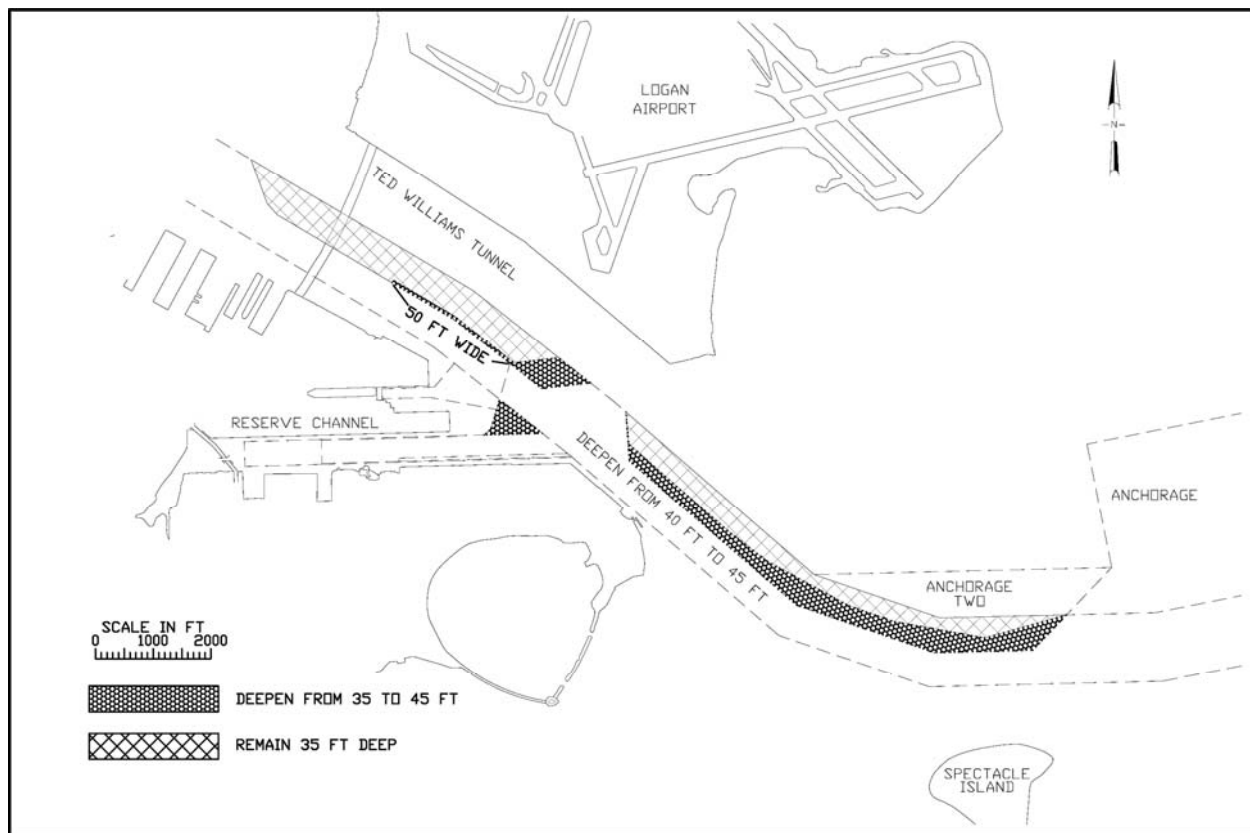 LOGAN
AIRPORT
N
TED WILLIAMS TUNNEL
50 FT WIDE
RESERVE CHANNEL
DEEPEN FROM 40 FT TO 45 FT
ANCHORAGE
ANCHORAGE
TWO
SCALE IN FT
0 1000 2000
DEEPEN FROM 35 TO 45 FT
REMAIN 35 FT DEEP
SPECTACLE
ISLAND